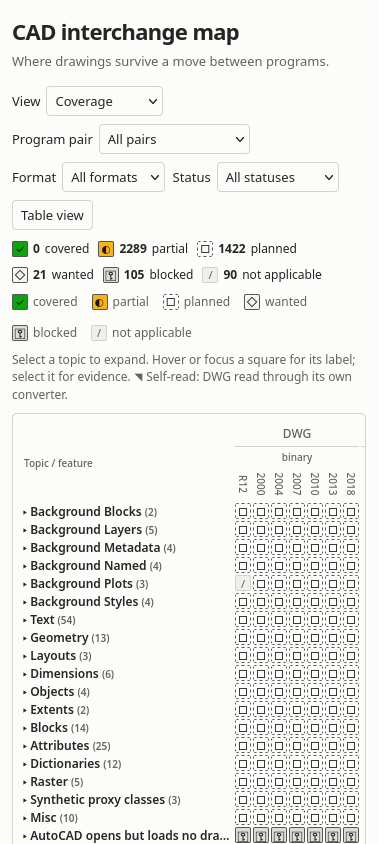 CAD interchange map
Where drawings survive a move between programs.
View Coverage
Program pair All pairs
Format All formats Status All statuses
Table view
0 covered 2289 partial 1422 planned
21 wanted 105 blocked 90 not applicable
covered partial planned wanted
blocked not applicable
Select a topic to expand. Hover or focus a square for its label;
select it for evidence. ◥ Self-read: DWG read through its own
converter.
DWG
binary
Topic / feature
R12 2000 2004 2007 2010 2013 2018
Background Blocks (2)
Background Layers (5)
Background Metadata (4)
Background Named (4)
Background Plots (3) /
Background Styles (4)
Text (54)
Geometry (13)
Layouts (3)
Dimensions (6)
Objects (4)
Extents (2)
Blocks (14)
Attributes (25)
Dictionaries (12)
Raster (5)
Synthetic proxy classes (3)
Misc (10)
AutoCAD opens but loads no dra...